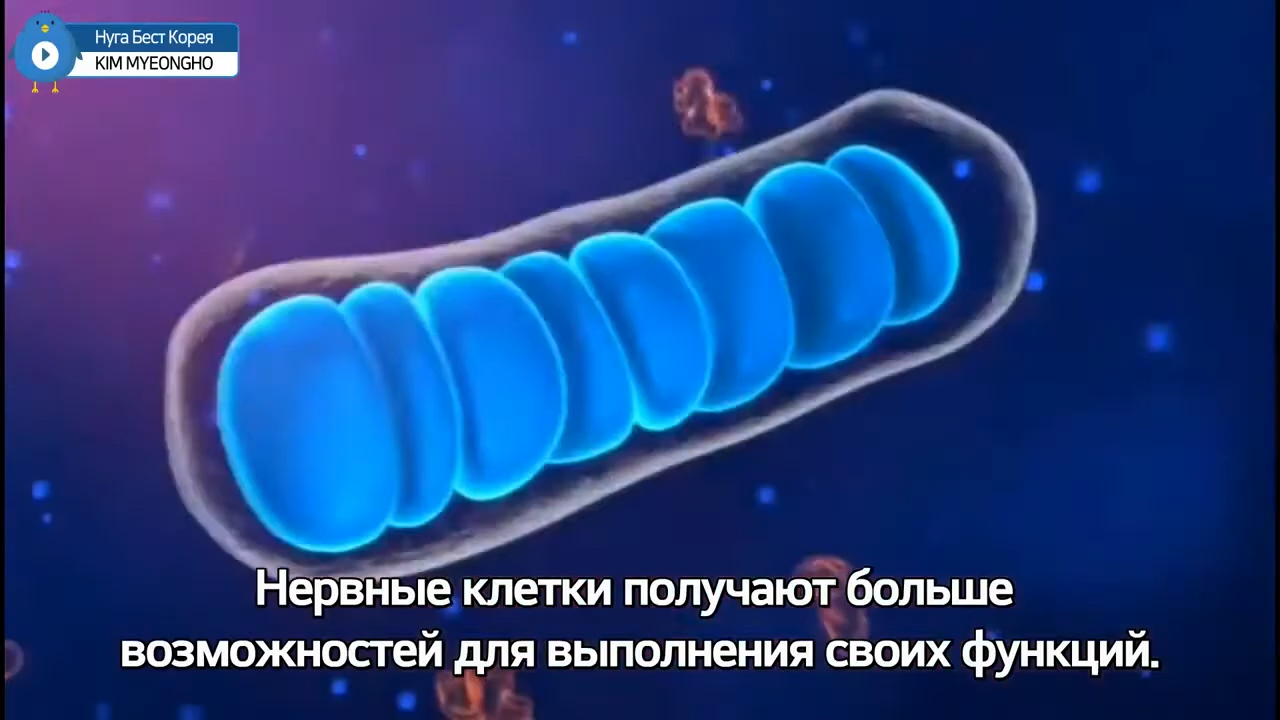 Нуга Бест Корея
KIM MYEONGHO
Нервные клетки получают больше
возможностей для выполнения своих функций.